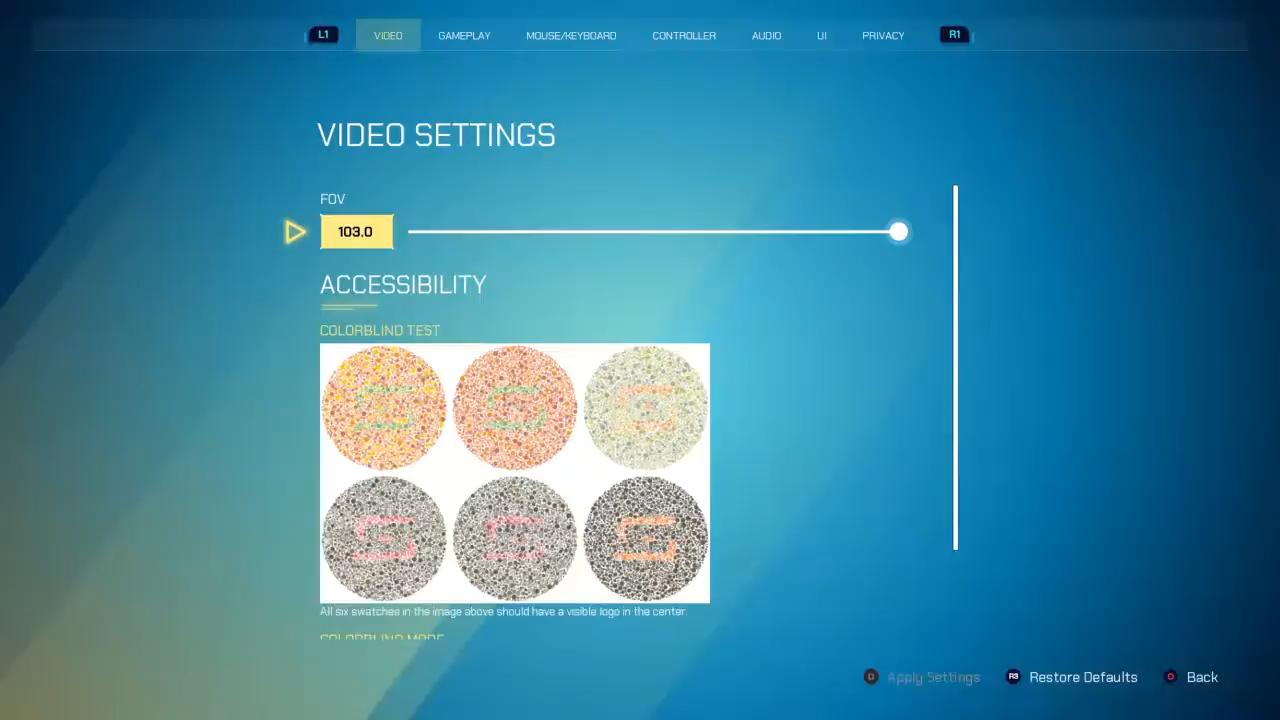 L1 VIDEO GAMEPLAY MOUSE/KEYBOARD CONTROLLER AUDIO UI PRIVACY R1
VIDEO SETTINGS
FOV
103.0
ACCESSIBILITY
COLORBLIND TEST
All six swatches in the image above should have a visible logo in the center.
COLORBLIND MODE
Apply Settings R3 Restore Defaults Back